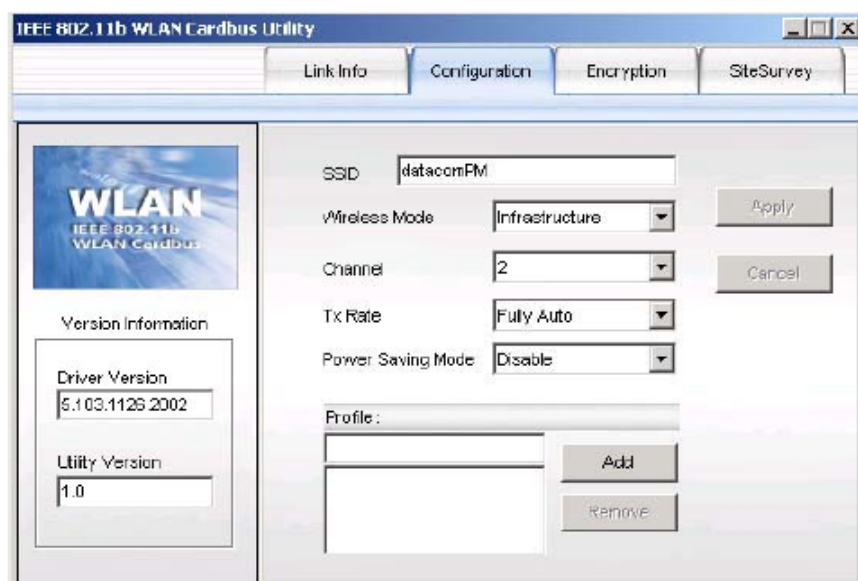 IEEE 802.11b WLAN Cardbus Utility
Link Info
Configuration
Encryption
SiteSurvey
WLAN
IEEE 802.11b
WLAN Cardbus
Version Information
Driver Version
5.103.1126.2002
Utility Version
1.0
SSID datacomPM
Wireless Mode Infrastructure
Channel 2
Tx Rate Fully Auto
Power Saving Mode Disable
Apply
Cancel
Profile :
Add
Remove